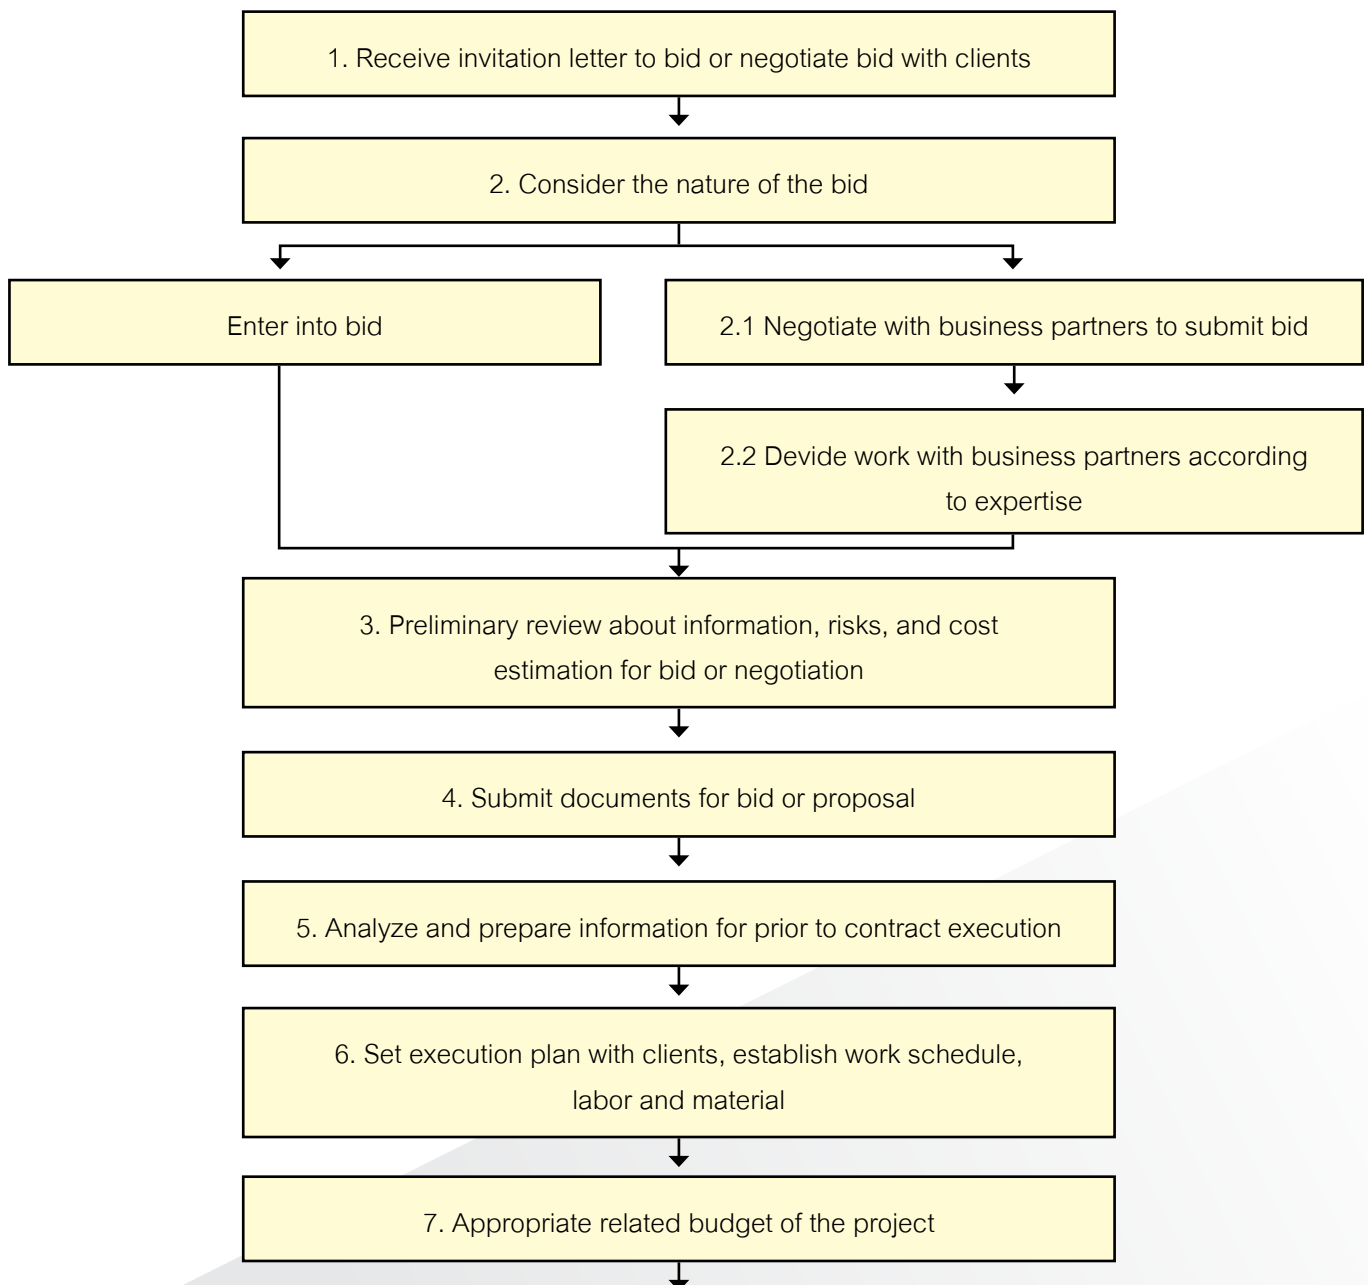 1. Receive invitation letter to bid or negotiate bid with clients
2. Consider the nature of the bid
Enter into bid
2.1 Negotiate with business partners to submit bid
2.2 Devide work with business partners according
to expertise
3. Preliminary review about information, risks, and cost
estimation for bid or negotiation
4. Submit documents for bid or proposal
5. Analyze and prepare information for prior to contract execution
6. Set execution plan with clients, establish work schedule,
labor and material
7. Appropriate related budget of the project